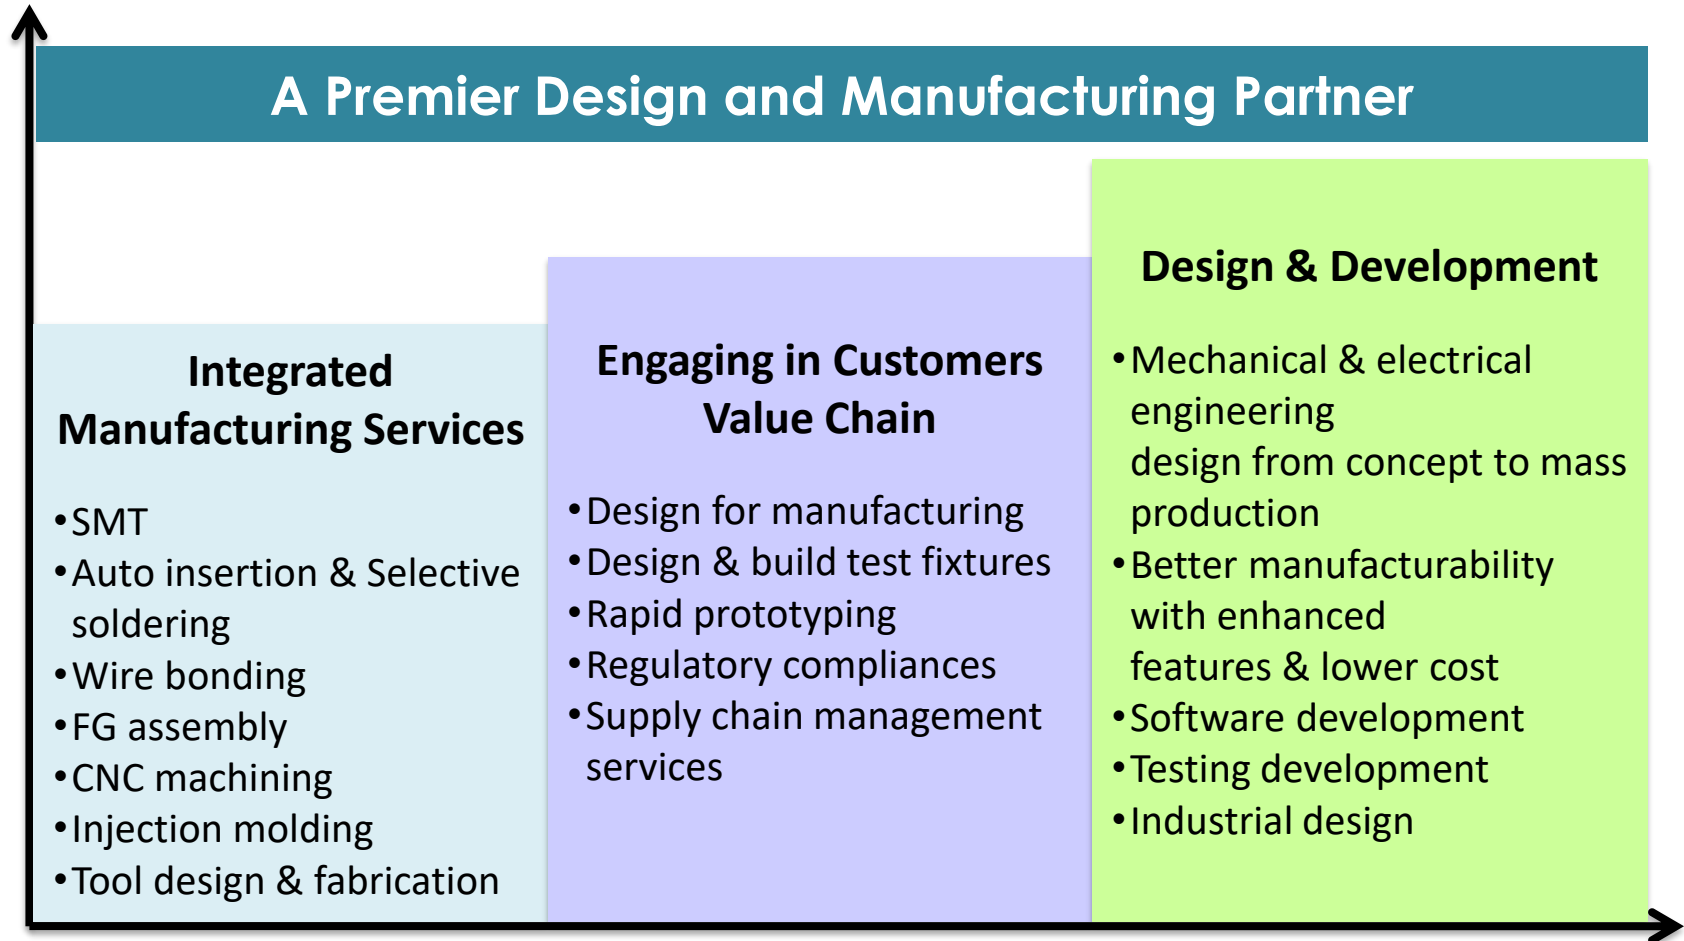 A Premier Design and Manufacturing Partner
Integrated
Manufacturing Services
•SMT
•Auto insertion & Selective
soldering
•Wire bonding
•FG assembly
•CNC machining
•Injection molding
•Tool design & fabrication
Engaging in Customers
Value Chain
•Design for manufacturing
•Design & build test fixtures
•Rapid prototyping
•Regulatory compliances
•Supply chain management
services
Design & Development
•Mechanical & electrical
engineering
design from concept to mass
production
•Better manufacturability
with enhanced
features & lower cost
•Software development
•Testing development
•Industrial design